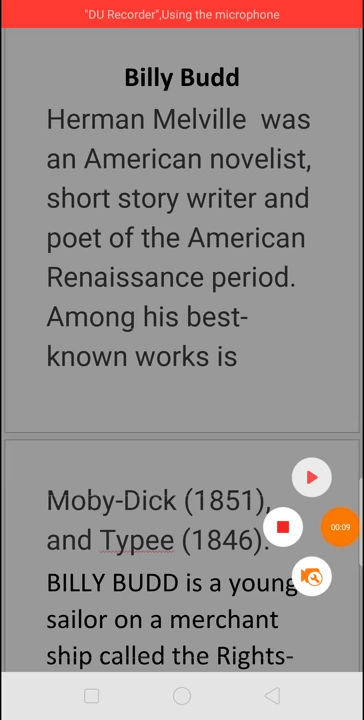 "DU Recorder",Using the microphone
Billy Budd
Herman Melville  was
an American novelist,
short story writer and
poet of the American
Renaissance period.
Among his best-
known works is
Moby-Dick (1851),
and Typee (1846).
00:09
BILLY BUDD is a young
sailor on a merchant
ship called the Rights-